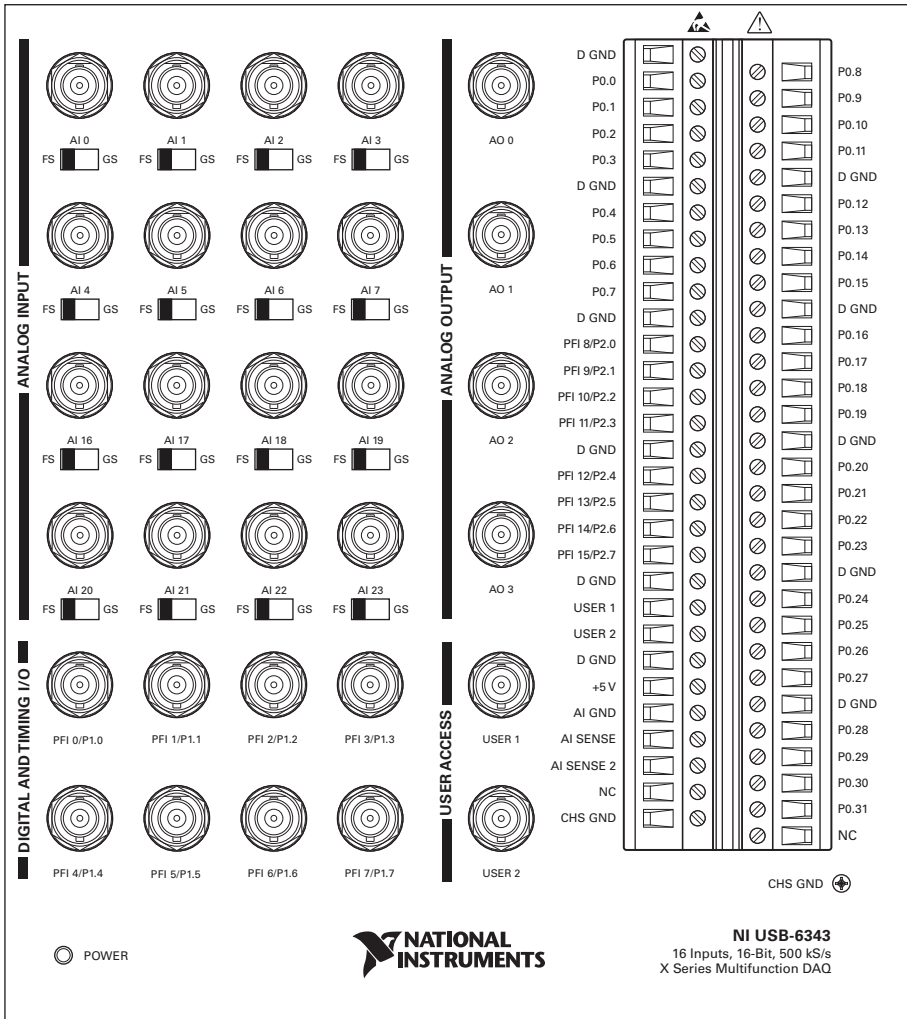 ANALOG INPUT
AI 0 AI 1 AI 2 AI 3
FS GS FS GS FS GS FS GS
AI 4 AI 5 AI 6 AI 7
FS GS FS GS FS GS FS GS
AI 16 AI 17 AI 18 AI 19
FS GS FS GS FS GS FS GS
AI 20 AI 21 AI 22 AI 23
FS GS FS GS FS GS FS GS
DIGITAL AND TIMING I/O
PFI 0/P1.0 PFI 1/P1.1 PFI 2/P1.2 PFI 3/P1.3
PFI 4/P1.4 PFI 5/P1.5 PFI 6/P1.6 PFI 7/P1.7
ANALOG OUTPUT
AO 0
AO 1
AO 2
AO 3
USER ACCESS
USER 1
USER 2
D GND
P0.0
P0.1
P0.2
P0.3
D GND
P0.4
P0.5
P0.6
P0.7
D GND
PFI 8/P2.0
PFI 9/P2.1
PFI 10/P2.2
PFI 11/P2.3
D GND
PFI 12/P2.4
PFI 13/P2.5
PFI 14/P2.6
PFI 15/P2.7
D GND
USER 1
USER 2
D GND
+5 V
AI GND
AI SENSE
AI SENSE 2
NC
CHS GND
P0.8
P0.9
P0.10
P0.11
D GND
P0.12
P0.13
P0.14
P0.15
D GND
P0.16
P0.17
P0.18
P0.19
D GND
P0.20
P0.21
P0.22
P0.23
D GND
P0.24
P0.25
P0.26
P0.27
D GND
P0.28
P0.29
P0.30
P0.31
NC
CHS GND
POWER
NATIONAL
INSTRUMENTS
NI USB-6343
16 Inputs, 16-Bit, 500 kS/s
X Series Multifunction DAQ